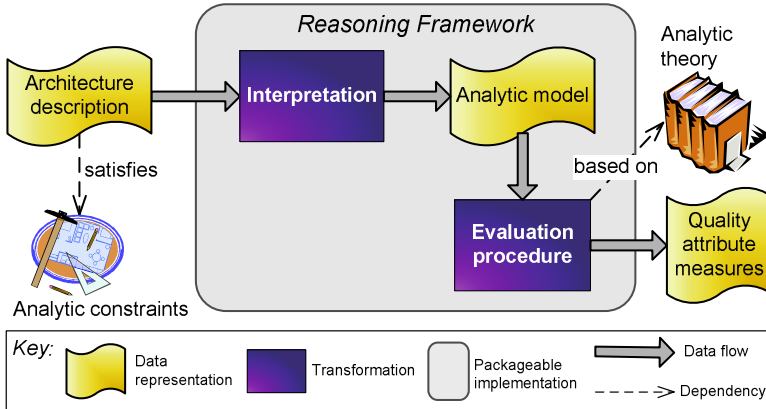 Reasoning Framework
Architecture
description
Interpretation
Analytic model
Analytic
theory
satisfies
based on
Evaluation
procedure
Quality
attribute
measures
Analytic constraints
Key:
Data
representation
Transformation
Packageable
implementation
Data flow
Dependency